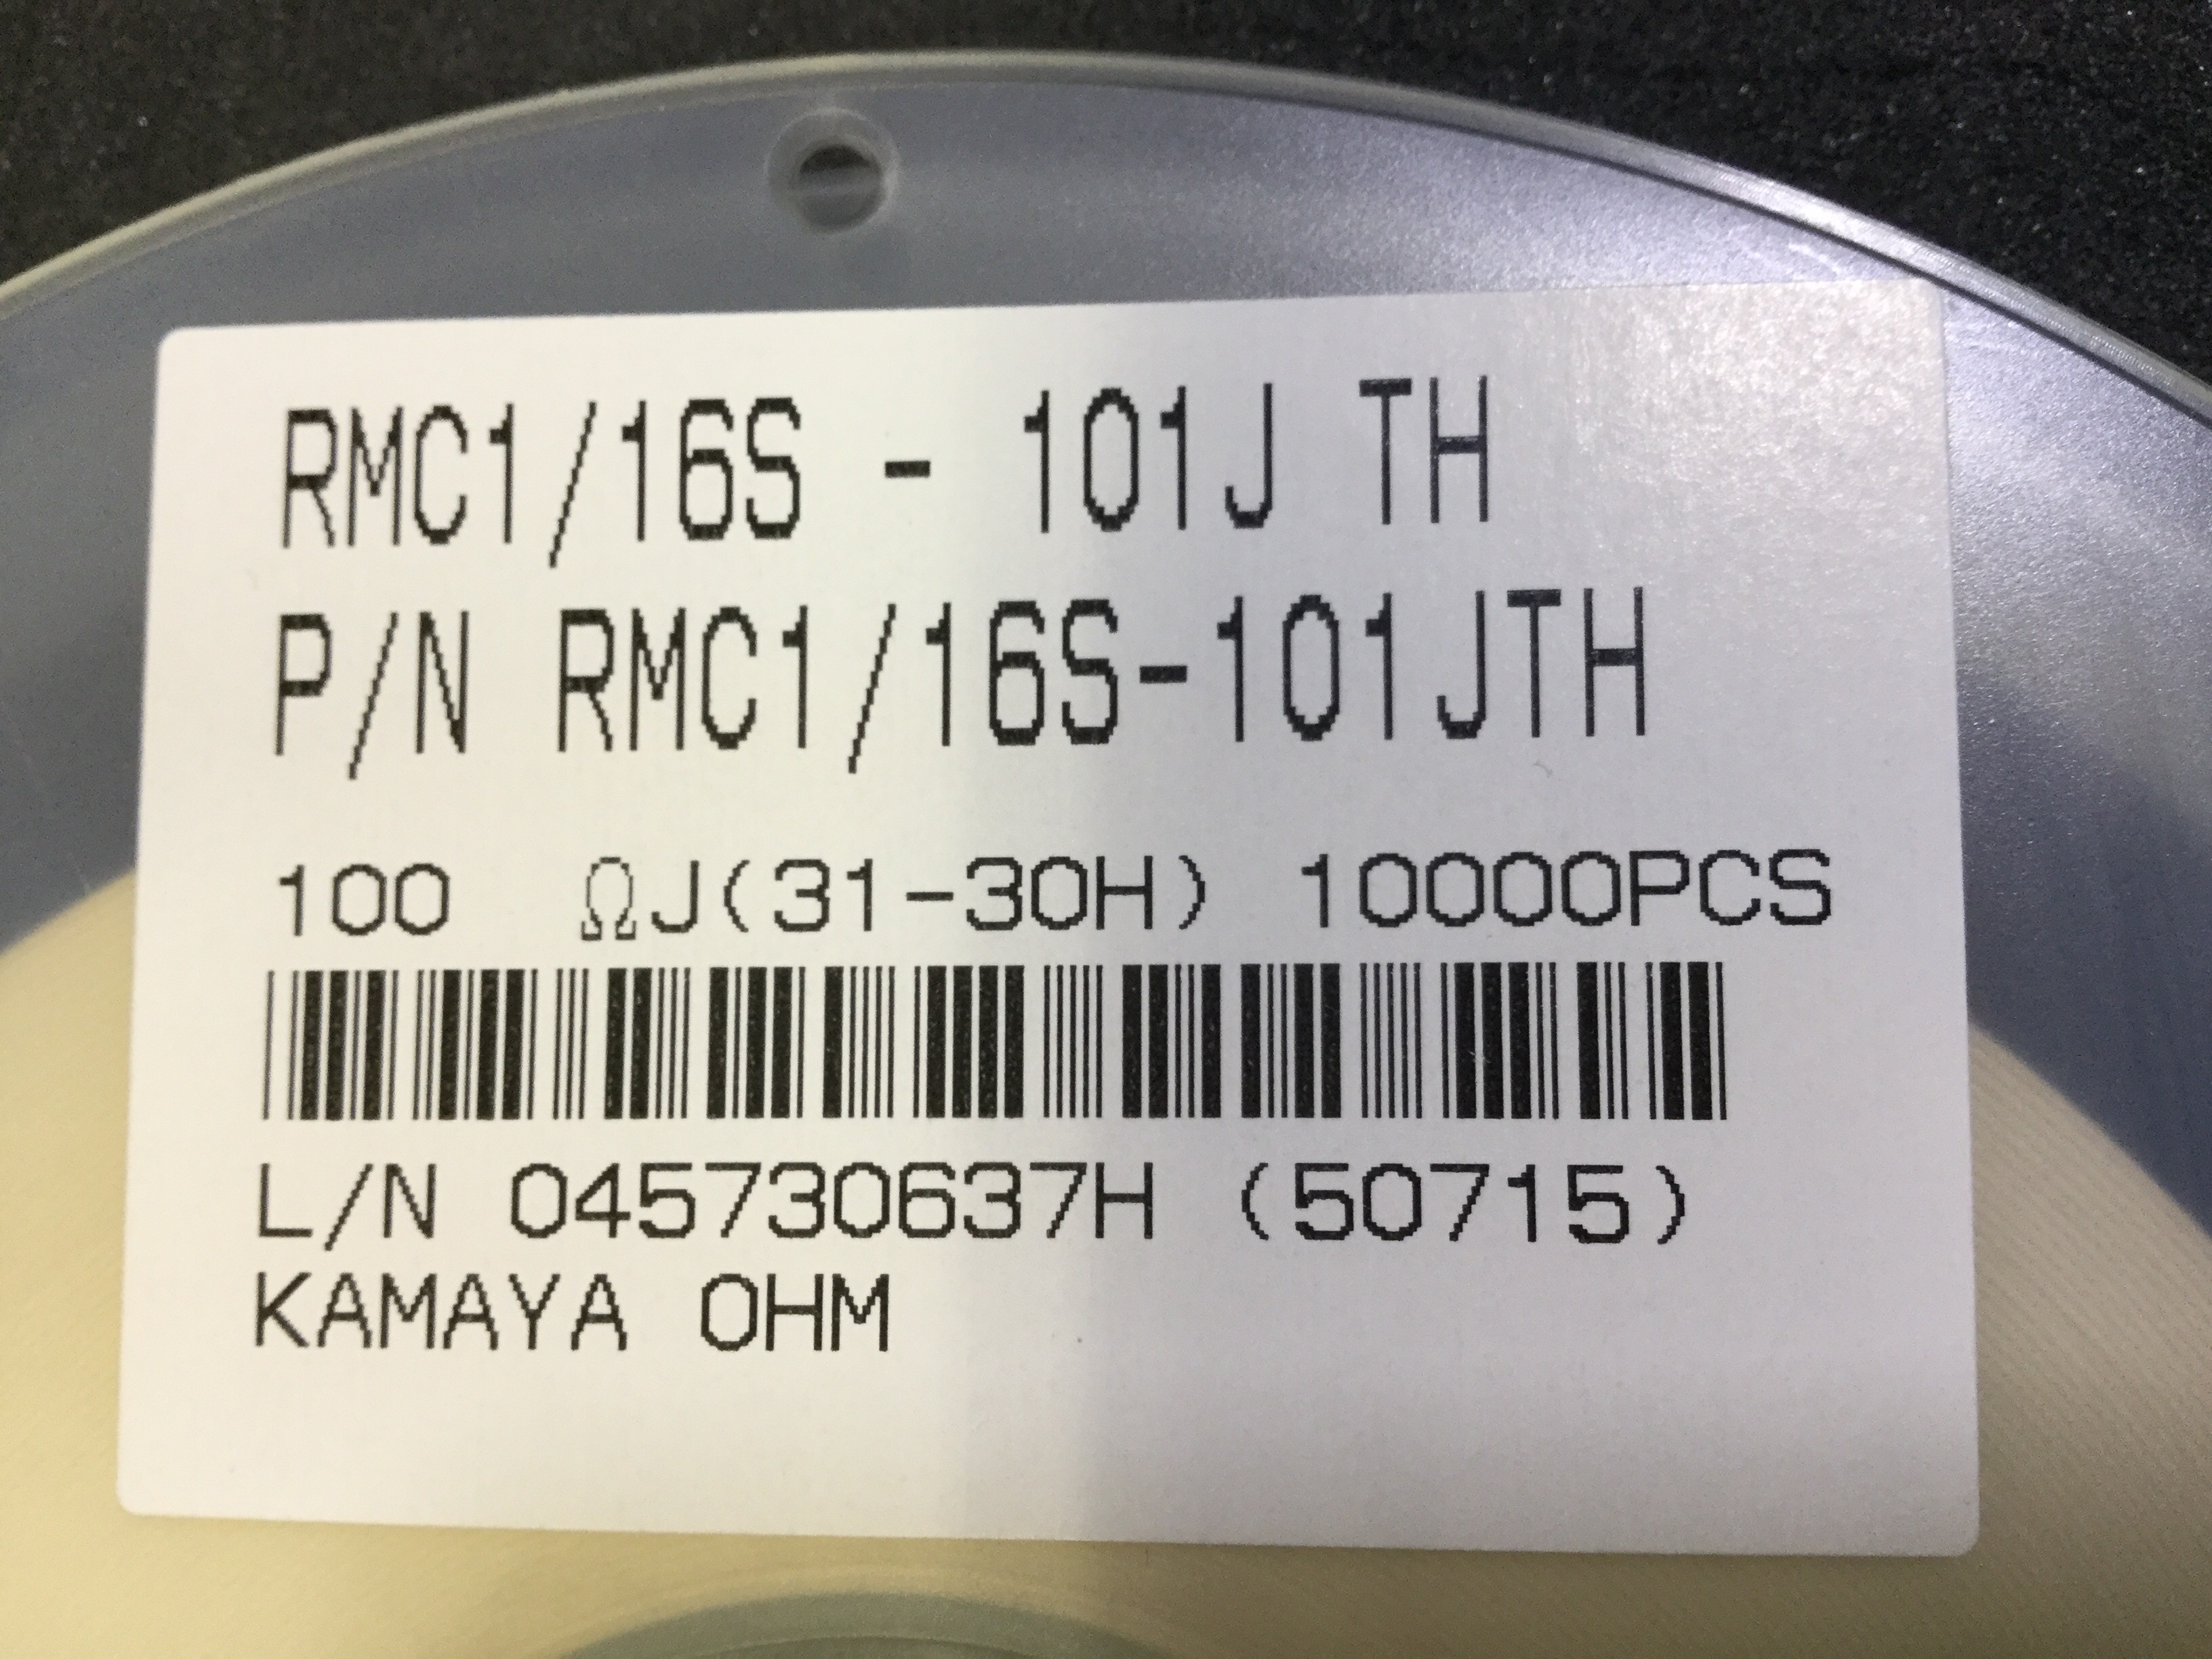 RMC1/16S - 101J TH
P/N RMC1/16S-101JTH
100 ΩJ(31-30H) 10000PCS
L/N 045730637H (50715)
KAMAYA OHM